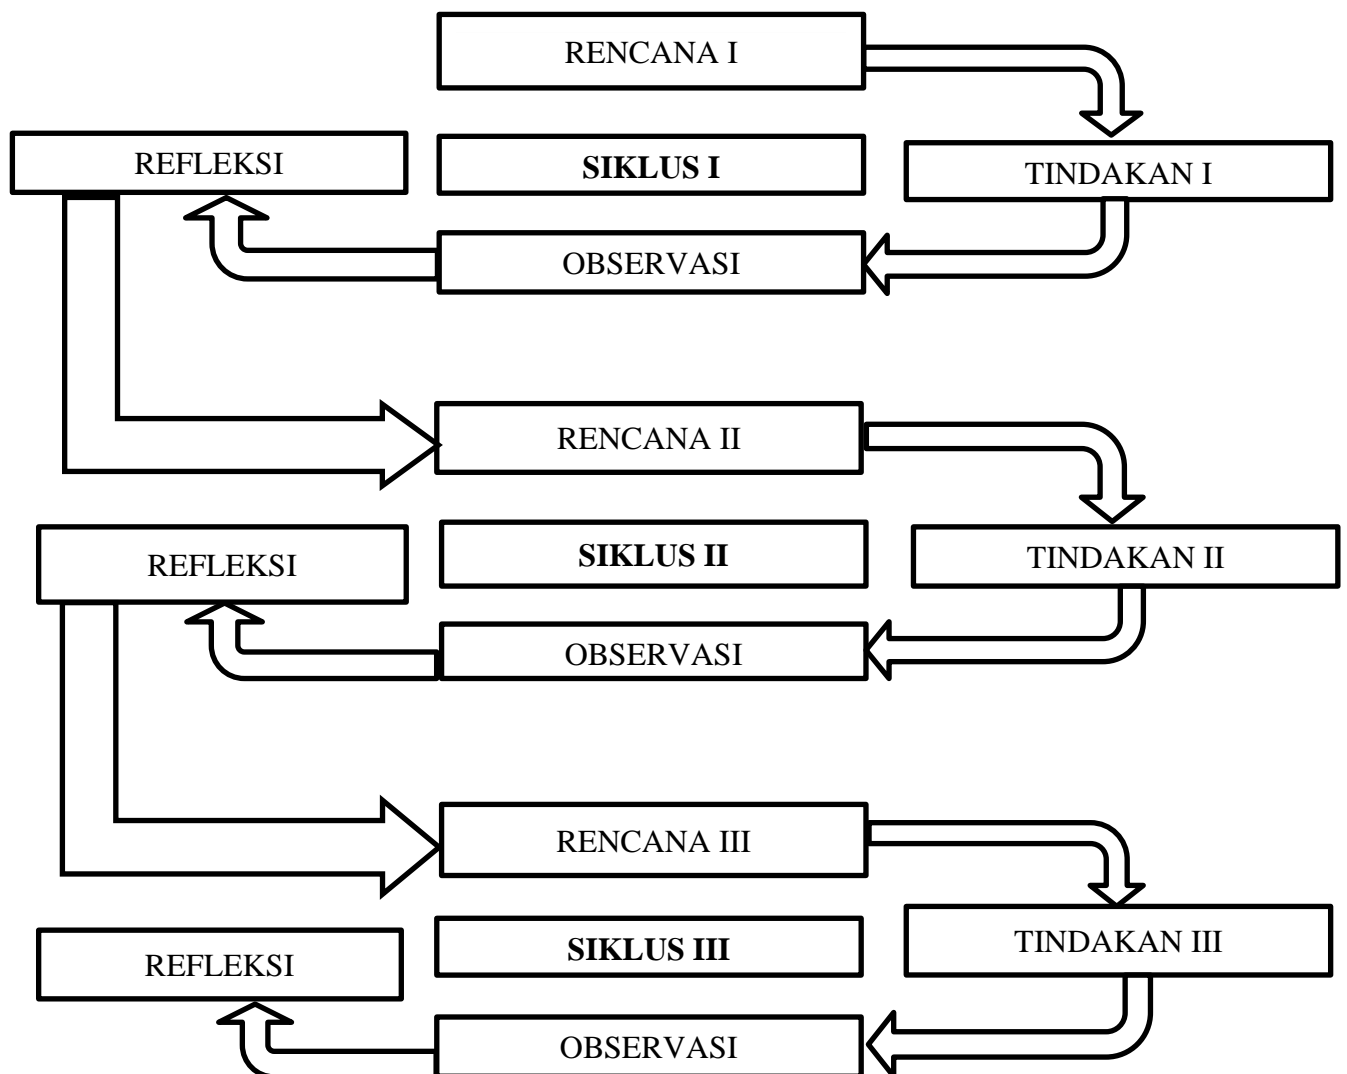 RENCANA I
REFLEKSI
SIKLUS I
TINDAKAN I
OBSERVASI
RENCANA II
REFLEKSI
SIKLUS II
TINDAKAN II
OBSERVASI
RENCANA III
REFLEKSI
SIKLUS III
TINDAKAN III
OBSERVASI